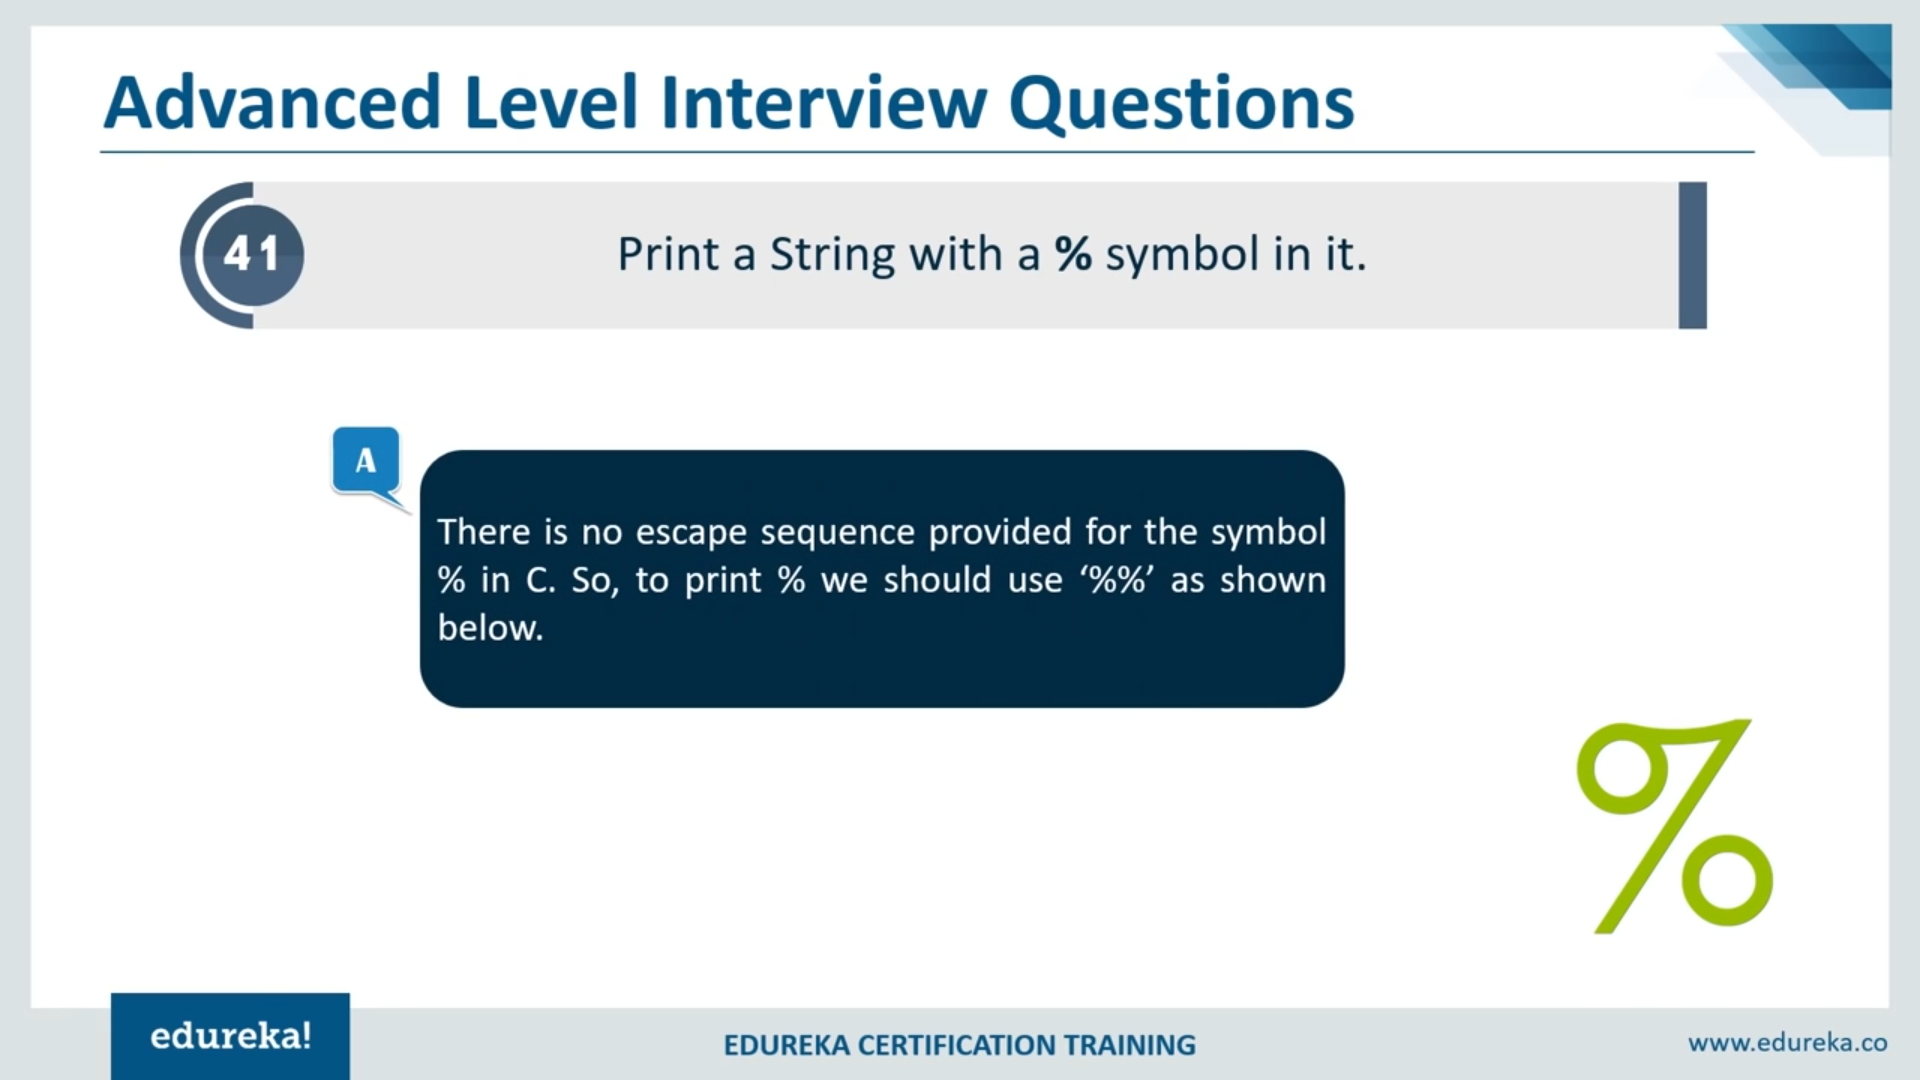 Advanced Level Interview Questions
41
Print a String with a % symbol in it.
A
There is no escape sequence provided for the symbol
% in C. So, to print % we should use ‘%%’ as shown
below.
%
edureka!
EDUREKA CERTIFICATION TRAINING
www.edureka.co